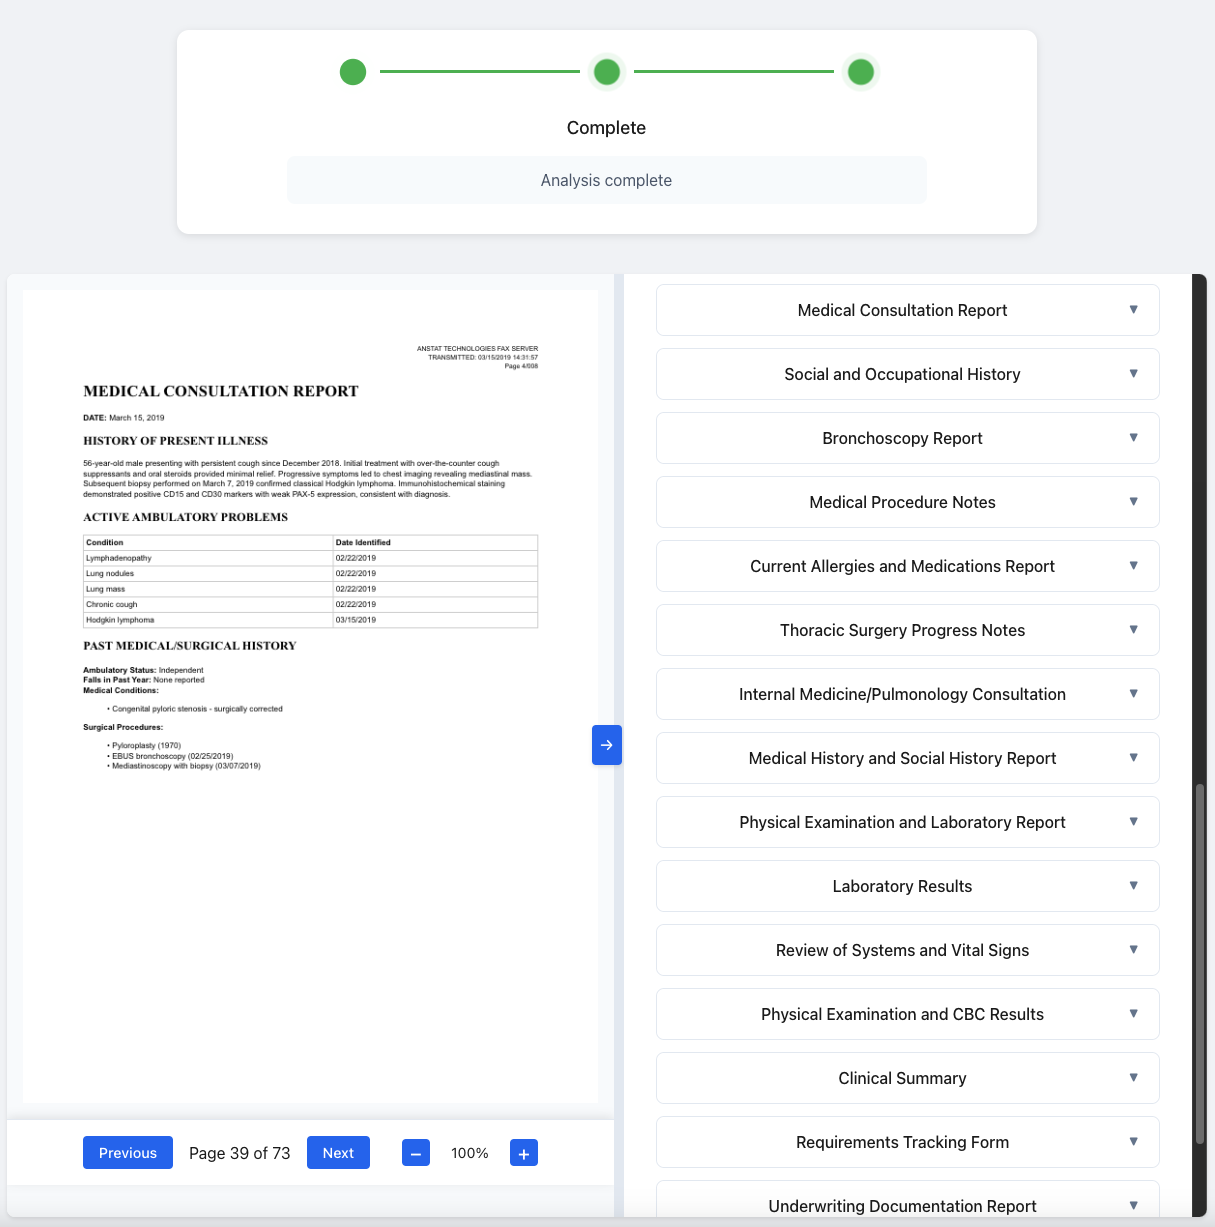 Complete
Analysis complete
ANSTAT TECHNOLOGIES FAX SERVER
TRANSMITTED: 03/15/2019 14:31:57
Page 4/008
MEDICAL CONSULTATION REPORT
DATE: March 15, 2019
HISTORY OF PRESENT ILLNESS
56-year-old male presenting with persistent cough since December 2018. Initial treatment with over-the-counter cough
suppressants and oral steroids provided minimal relief. Progressive symptoms led to chest imaging revealing mediastinal mass.
Subsequent biopsy performed on March 7, 2019 confirmed classical Hodgkin lymphoma. Immunohistochemical staining
demonstrated positive CD15 and CD30 markers with weak PAX-5 expression, consistent with diagnosis.
ACTIVE AMBULATORY PROBLEMS
Condition Date Identified
Lymphadenopathy 02/22/2019
Lung nodules 02/22/2019
Lung mass 02/22/2019
Chronic cough 02/22/2019
Hodgkin lymphoma 03/15/2019
PAST MEDICAL/SURGICAL HISTORY
Ambulatory Status: Independent
Falls in Past Year: None reported
Medical Conditions:
• Congenital pyloric stenosis - surgically corrected
Surgical Procedures:
• Pyloroplasty (1970)
• EBUS bronchoscopy (02/25/2019)
• Mediastinoscopy with biopsy (03/07/2019)
→
Previous Page 39 of 73 Next − 100% +
Medical Consultation Report ▼
Social and Occupational History ▼
Bronchoscopy Report ▼
Medical Procedure Notes ▼
Current Allergies and Medications Report ▼
Thoracic Surgery Progress Notes ▼
Internal Medicine/Pulmonology Consultation ▼
Medical History and Social History Report ▼
Physical Examination and Laboratory Report ▼
Laboratory Results ▼
Review of Systems and Vital Signs ▼
Physical Examination and CBC Results ▼
Clinical Summary ▼
Requirements Tracking Form ▼
Underwriting Documentation Report ▼